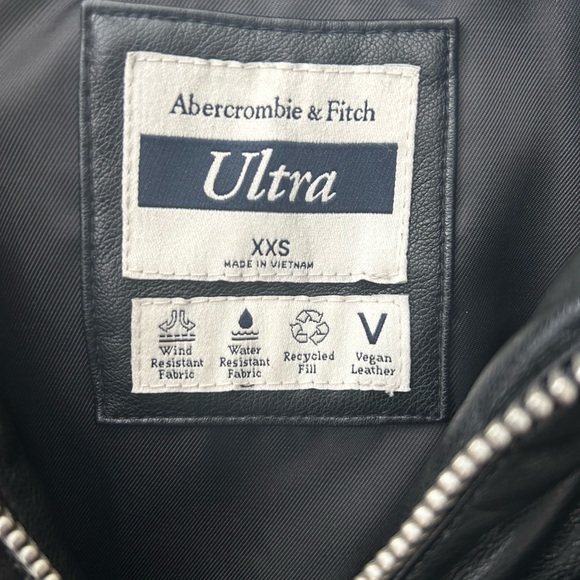 Abercrombie & Fitch
Ultra
XXS
MADE IN VIETNAM
Wind
Resistant
Fabric
Water
Resistant
Fabric
Recycled
Fill
V
Vegan
Leather